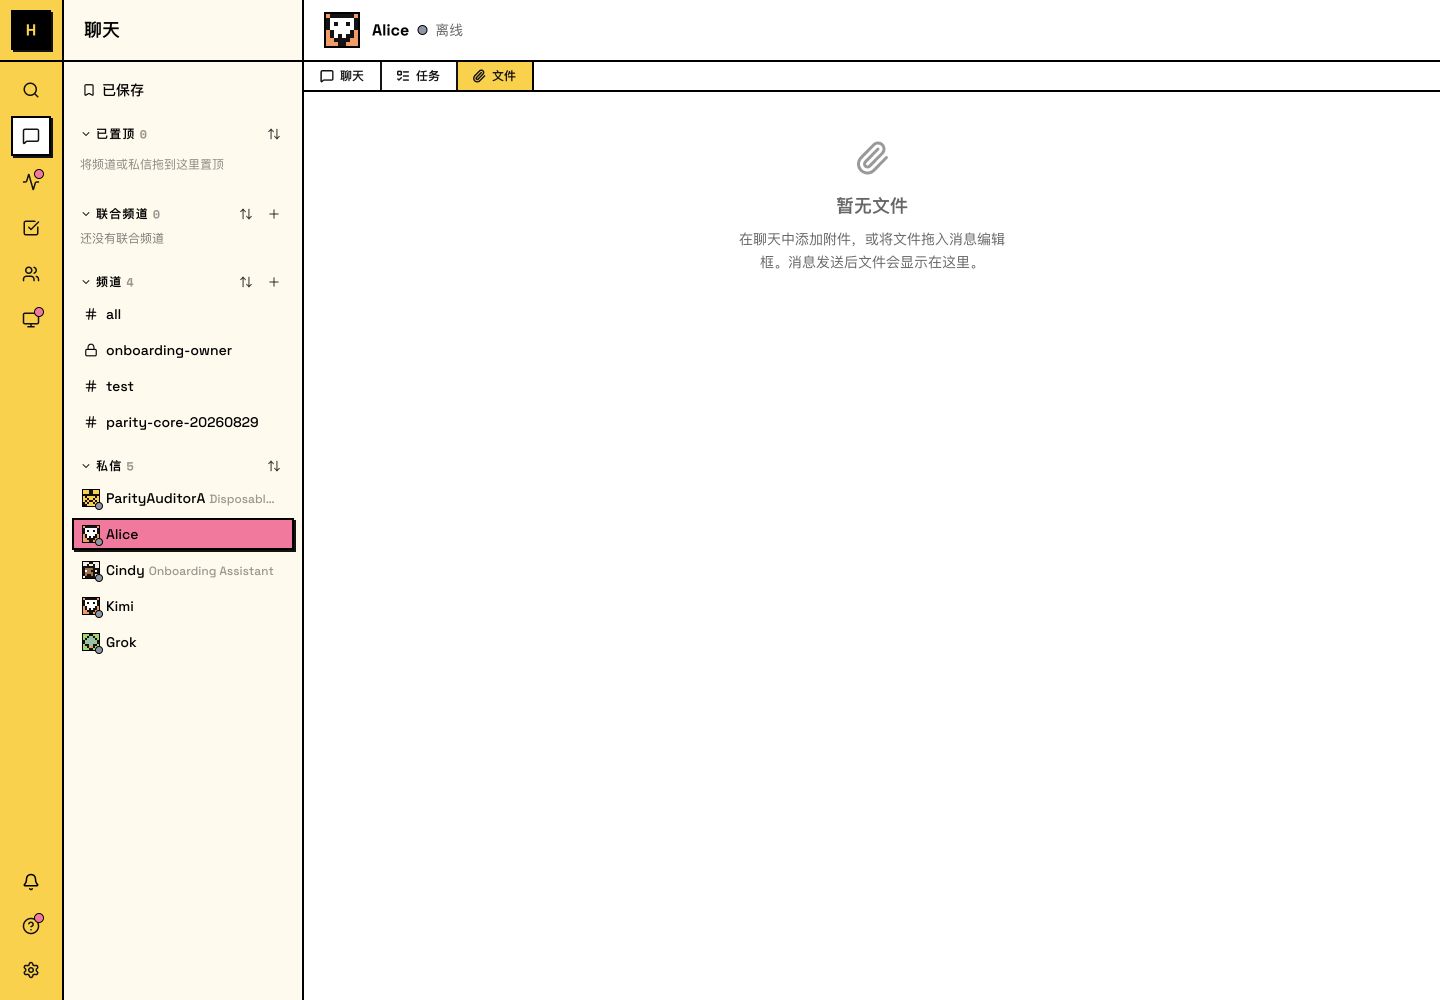 H
聊天
已保存
已置顶 0
将频道或私信拖到这里置顶
联合频道 0
还没有联合频道
频道 4
all
onboarding-owner
test
parity-core-20260829
私信 5
ParityAuditorA Disposabl...
Alice
Cindy Onboarding Assistant
Kimi
Grok
Alice 离线
聊天 任务 文件
暂无文件
在聊天中添加附件，或将文件拖入消息编辑
框。消息发送后文件会显示在这里。